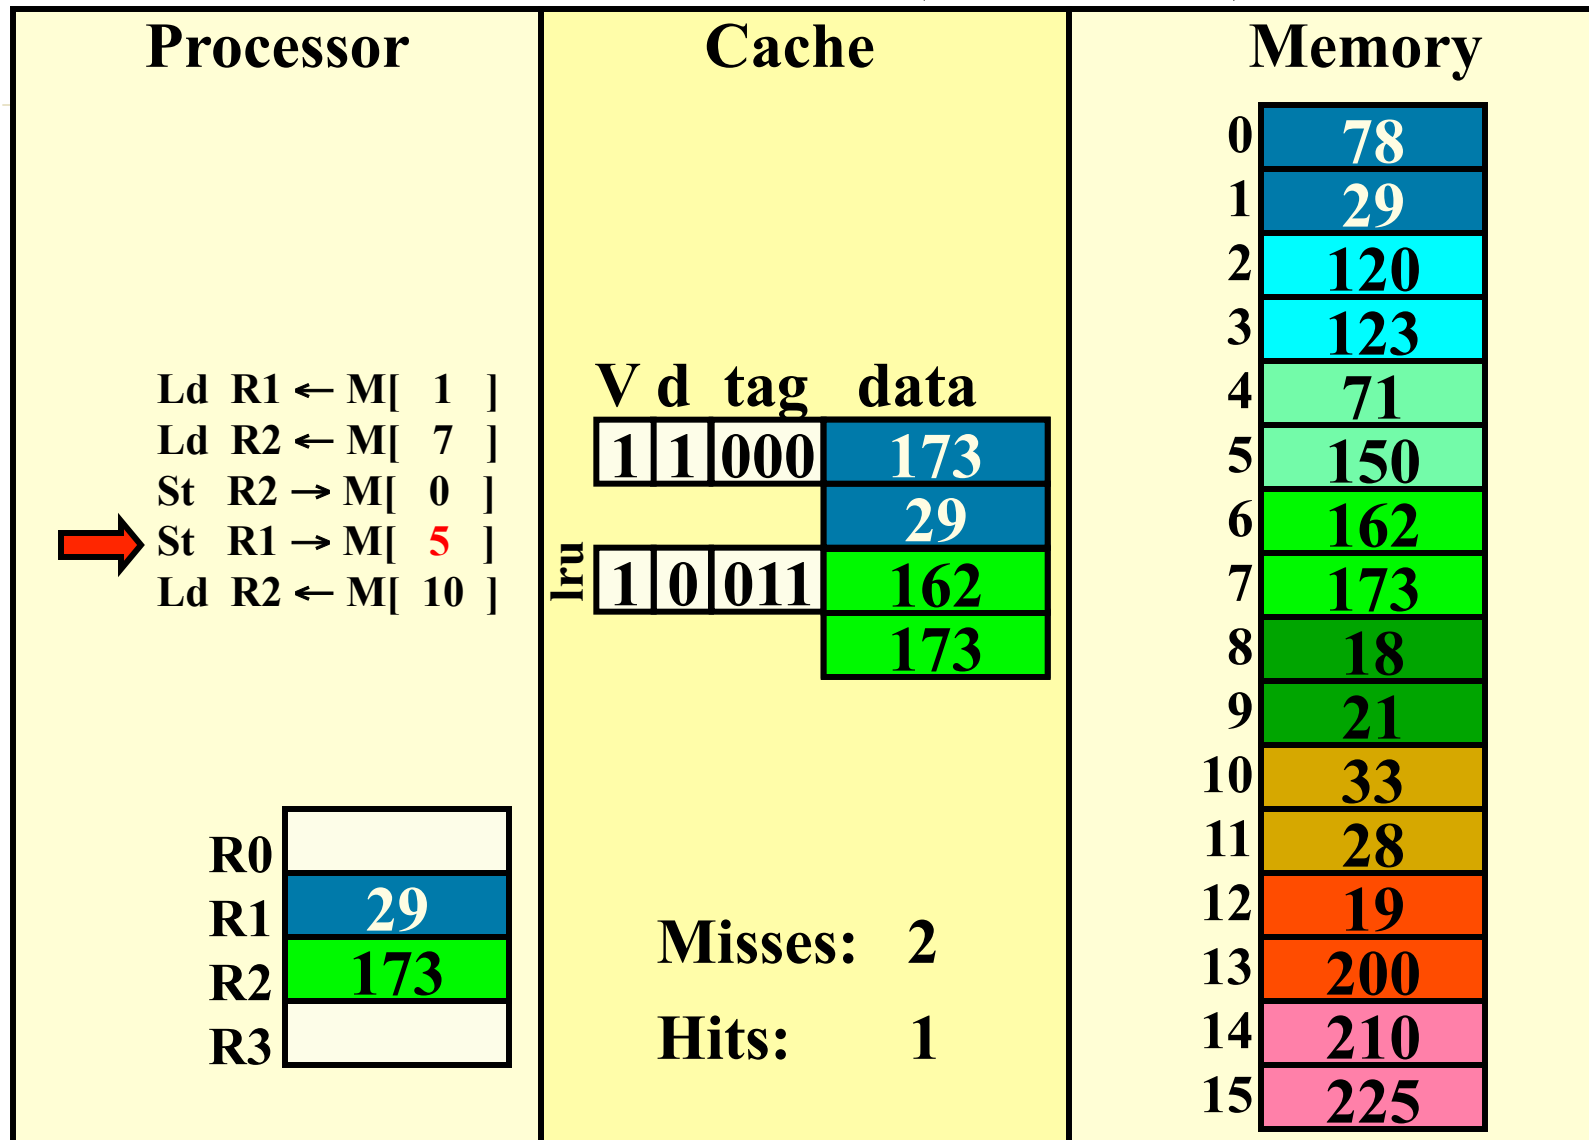 Processor
Cache
Memory
Ld R1 ← M[ 1 ]
Ld R2 ← M[ 7 ]
St R2 → M[ 0 ]
St R1 → M[ 5 ]
Ld R2 ← M[ 10 ]
R0
R1 29
R2 173
R3
V d tag data
1 1 000 173
29
lru 1 0 011 162
173
Misses: 2
Hits: 1
0 78
1 29
2 120
3 123
4 71
5 150
6 162
7 173
8 18
9 21
10 33
11 28
12 19
13 200
14 210
15 225